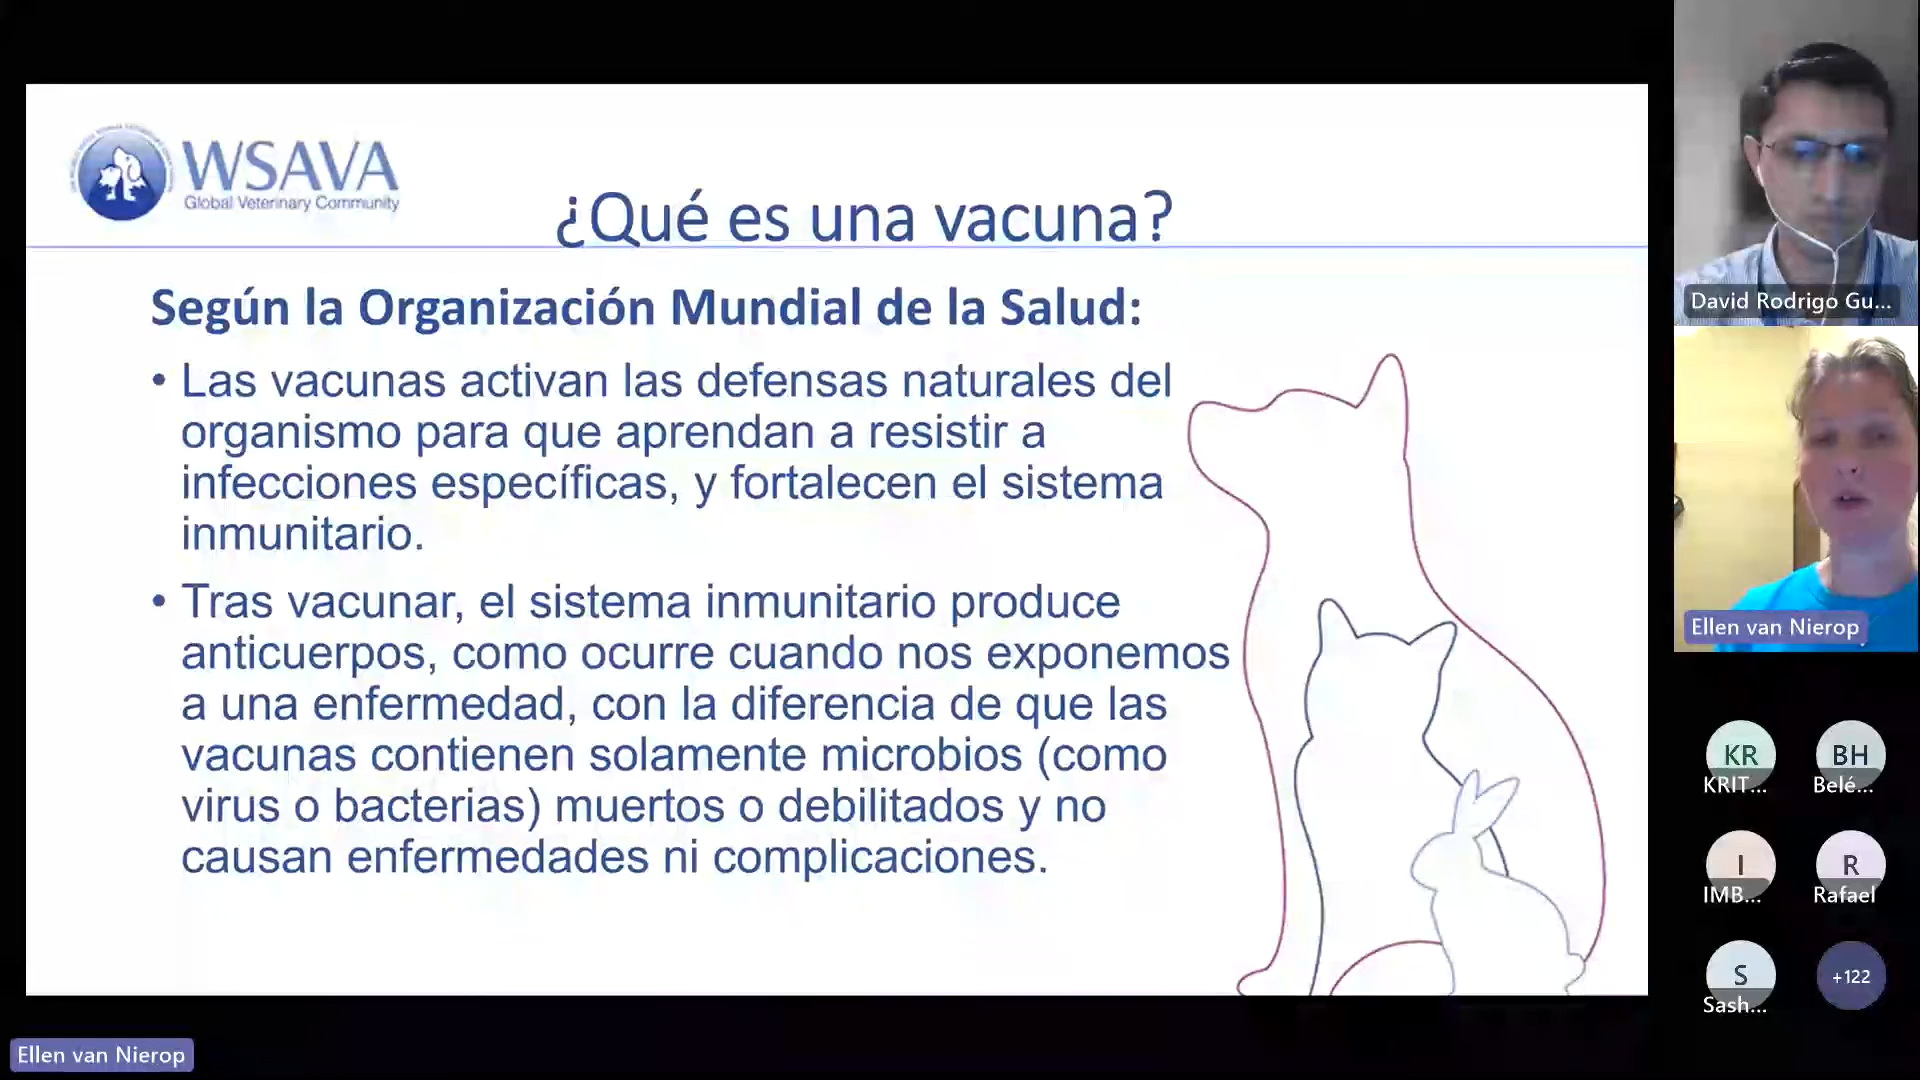 WSAVA
Global Veterinary Community
¿Qué es una vacuna?
Según la Organización Mundial de la Salud:
• Las vacunas activan las defensas naturales del
organismo para que aprendan a resistir a
infecciones específicas, y fortalecen el sistema
inmunitario.
• Tras vacunar, el sistema inmunitario produce
anticuerpos, como ocurre cuando nos exponemos
a una enfermedad, con la diferencia de que las
vacunas contienen solamente microbios (como
virus o bacterias) muertos o debilitados y no
causan enfermedades ni complicaciones.
David Rodrigo Gu...
Ellen van Nierop
KR
KRIT...
BH
Belé...
I
IMB...
R
Rafael
S
Sash...
+122
Ellen van Nierop